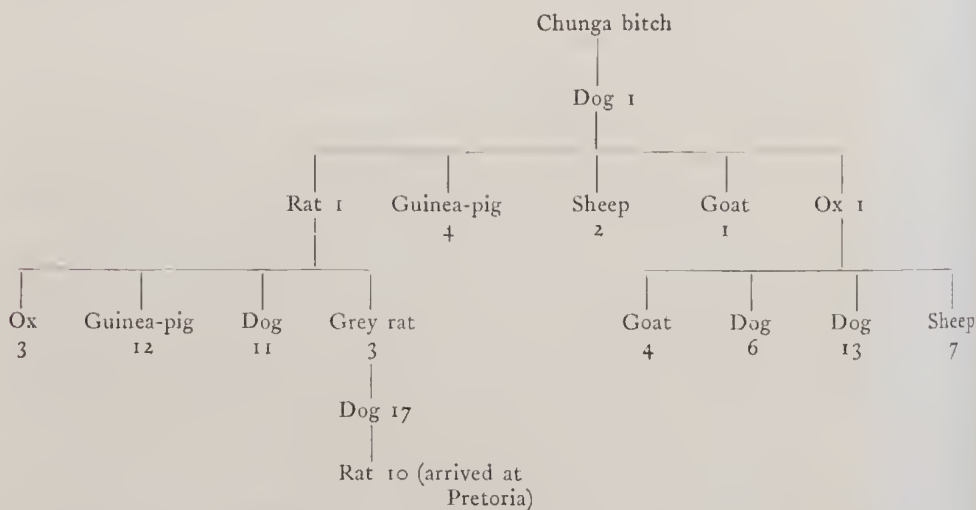 Chunga bitch
Dog 1
Rat 1 Guinea-pig Sheep Goat Ox 1
4 2 1
Ox Guinea-pig Dog Grey rat Goat Dog Dog Sheep
3 12 11 3 4 6 13 7
Dog 17
Rat 10 (arrived at
Pretoria)